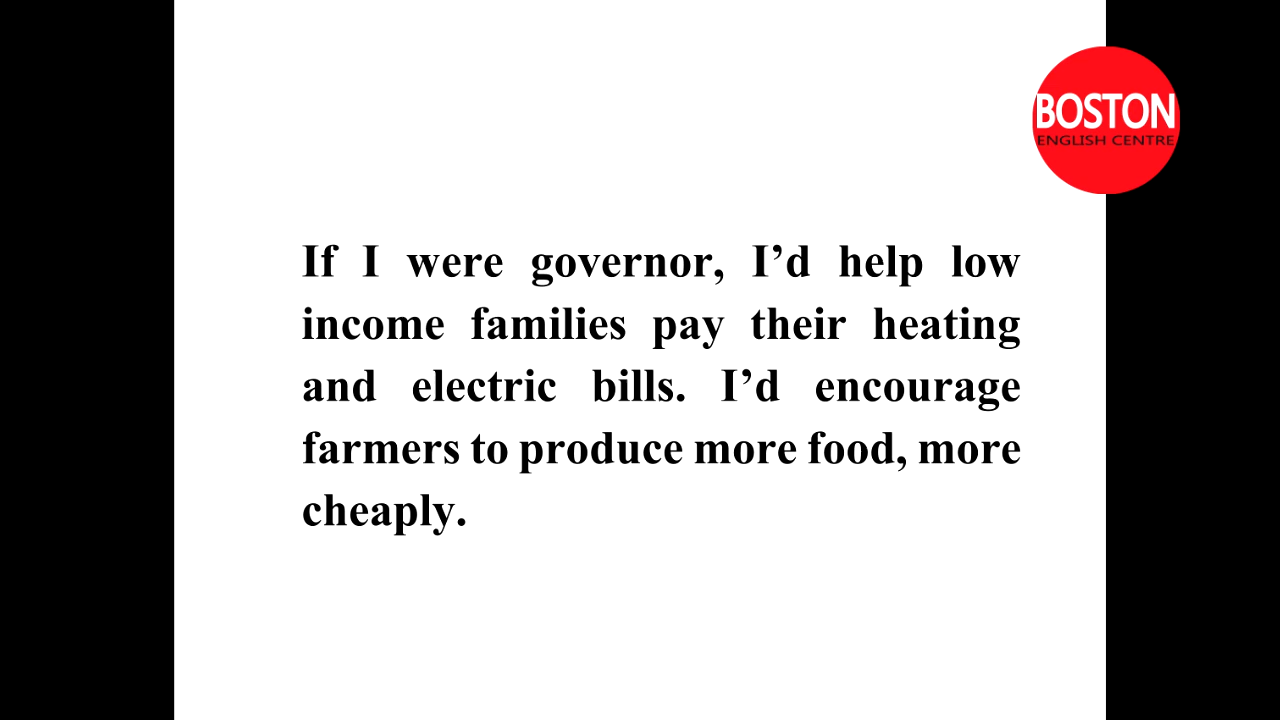 BOSTON
ENGLISH CENTRE
If I were governor, I’d help low
income families pay their heating
and electric bills. I’d encourage
farmers to produce more food, more
cheaply.